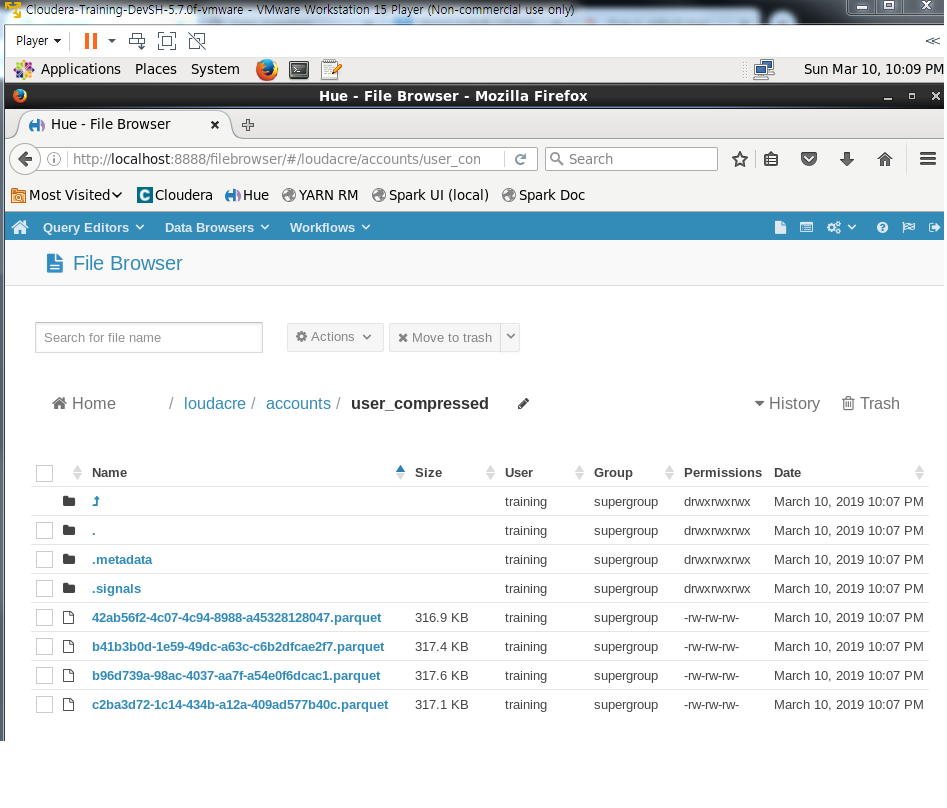 Cloudera-Training-DevSH-5.7.0f-vmware - VMware Workstation 15 Player (Non-commercial use only)
Player
Applications Places System Sun Mar 10, 10:09 PM
Hue - File Browser - Mozilla Firefox
Hue - File Browser
http://localhost:8888/filebrowser/#/loudacre/accounts/user_con Search
Most Visited Cloudera Hue YARN RM Spark UI (local) Spark Doc
Query Editors Data Browsers Workflows
File Browser
Search for file name Actions Move to trash
Home / loudacre / accounts / user_compressed History Trash
Name Size User Group Permissions Date
training supergroup drwxrwxrwx March 10, 2019 10:07 PM
. training supergroup drwxrwxrwx March 10, 2019 10:07 PM
.metadata training supergroup drwxrwxrwx March 10, 2019 10:07 PM
.signals training supergroup drwxrwxrwx March 10, 2019 10:07 PM
42ab56f2-4c07-4c94-8988-a45328128047.parquet 316.9 KB training supergroup -rw-rw-rw- March 10, 2019 10:07 PM
b41b3b0d-1e59-49dc-a63c-c6b2dfcae2f7.parquet 317.4 KB training supergroup -rw-rw-rw- March 10, 2019 10:07 PM
b96d739a-98ac-4037-aa7f-a54e0f6dcac1.parquet 317.6 KB training supergroup -rw-rw-rw- March 10, 2019 10:07 PM
c2ba3d72-1c14-434b-a12a-409ad577b40c.parquet 317.1 KB training supergroup -rw-rw-rw- March 10, 2019 10:07 PM